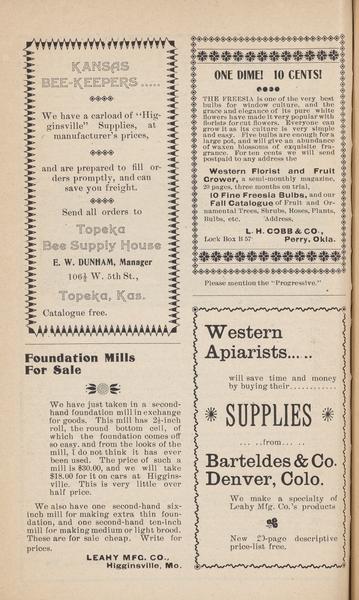 KANSAS
BEE-KEEPERS .....
We have a carload of "Hig-
ginsville" Supplies, at
manufacturer's prices,
and are prepared to fill or-
ders promptly, and can
save you freight.
Send all orders to
Topeka
Bee Supply House
E. W. DUNHAM, Manager
106½ W. 5th St.,
Topeka, Kas.
Catalogue free.
Foundation Mills
For Sale
We have just taken in a second-
hand foundation mill in exchange
for goods. This mill has 2½-inch
roll, the round bottom cell, of
which the foundation comes off
so easy, and from the looks of the
mill, I do not think it has ever
been used. The price of such a
mill is $30.00, and we will take
$18.00 for it on cars at Higgins-
ville. This is very little over
half price.
We also have one second-hand six-
inch mill for making extra thin foun-
dation, and one second-hand ten-inch
mill for making medium or light brood.
These are for sale cheap. Write for
prices.
LEAHY MFG. CO.,
Higginsville, Mo.
ONE DIME! 10 CENTS!
THE FREESIA is one of the very best
bulbs for window culture, and the
grace and elegance of its pure white
flowers have made it very popular with
florists for cut flowers. Everyone can
grow it as its culture is very simple
and easy. Five bulbs are enough for a
large pot, and will give an abundance
of waxen blossoms of exquisite fra-
grance. For ten cents we will send
postpaid to any address the
Western Florist and Fruit
Crower, a semi-monthly magazine,
20 pages, three months on trial,
10 Fine Freesia Bulbs, and our
Fall Catalogue of Fruit and Or-
namental Trees, Shrubs, Roses, Plants,
Bulbs, etc. Address,
L. H. COBB & CO.,
Lock Box B 57 Perry, Okla.
Please mention the "Progressive."
Western
Apiarists.....
will save time and money
by buying their............
SUPPLIES
... ...from... ...
Barteldes & Co.
Denver, Colo.
We make a specialty of
Leahy Mfg. Co.'s products
New 20-page descriptive
price-list free.